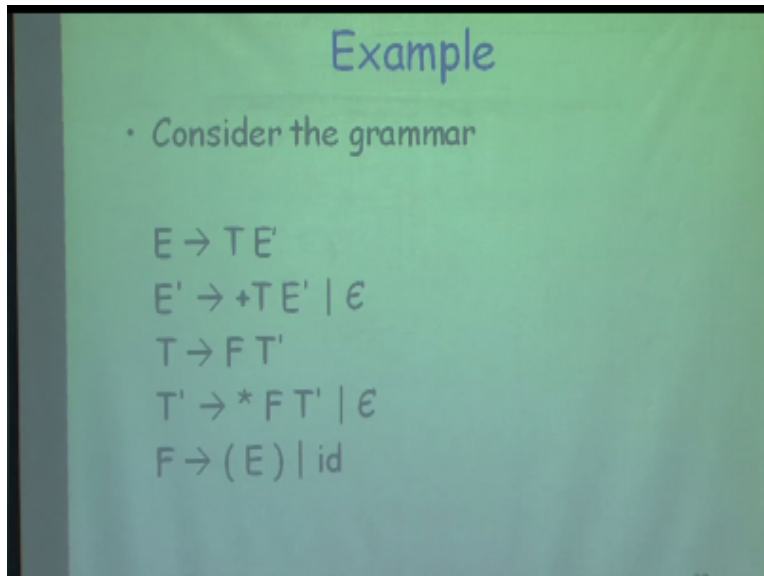 Example
• Consider the grammar
E → T E'
E' → +T E' | Є
T → F T'
T' → * F T' | Є
F → ( E ) | id